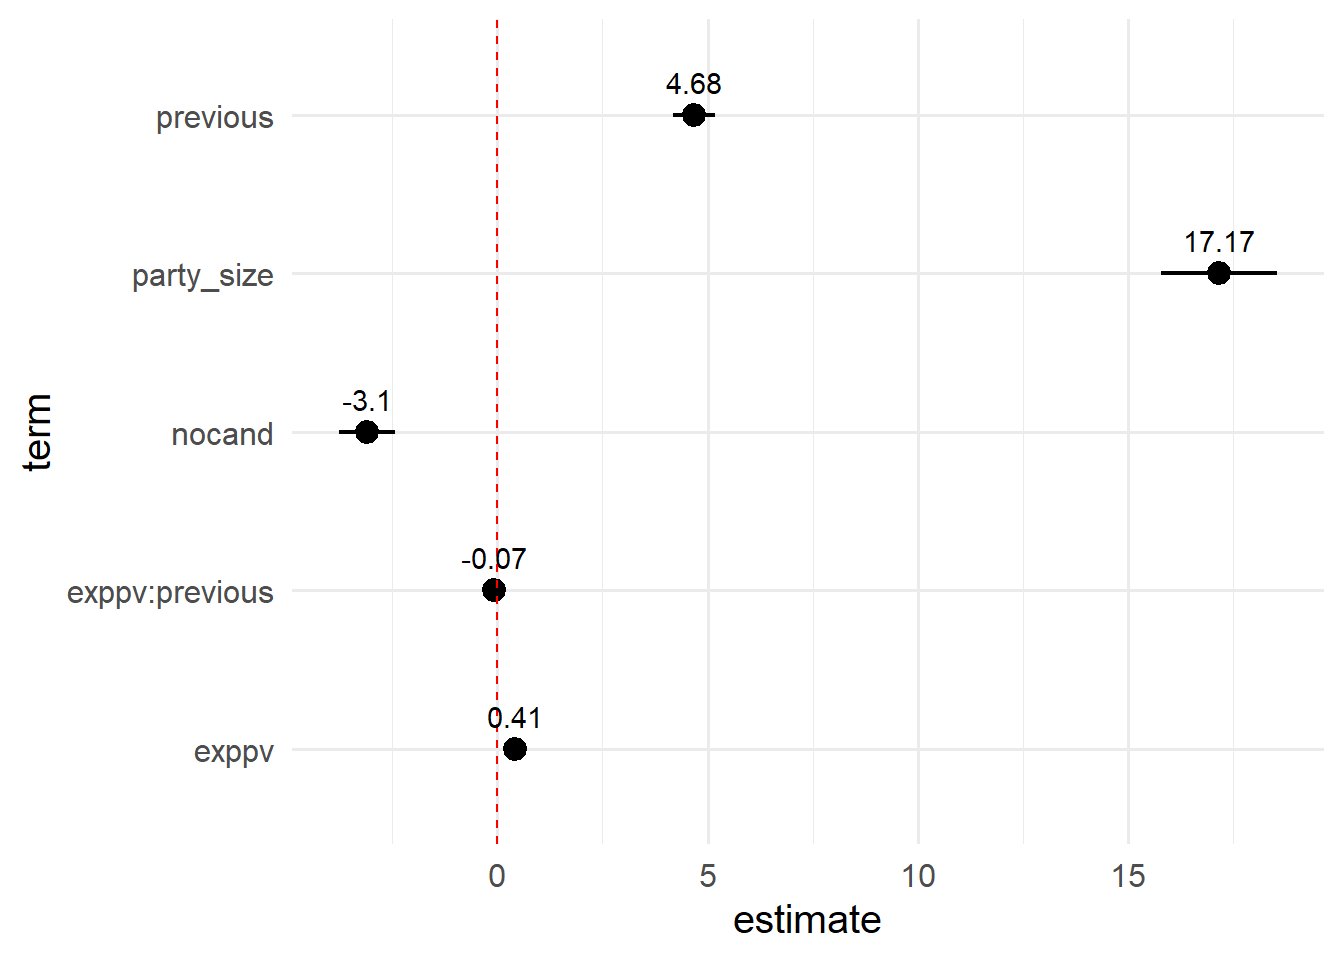 4.68
previous
17.17
party_size
-3.1
nocand
term
-0.07
exppv:previous
0.41
exppv
0 5 10 15
estimate